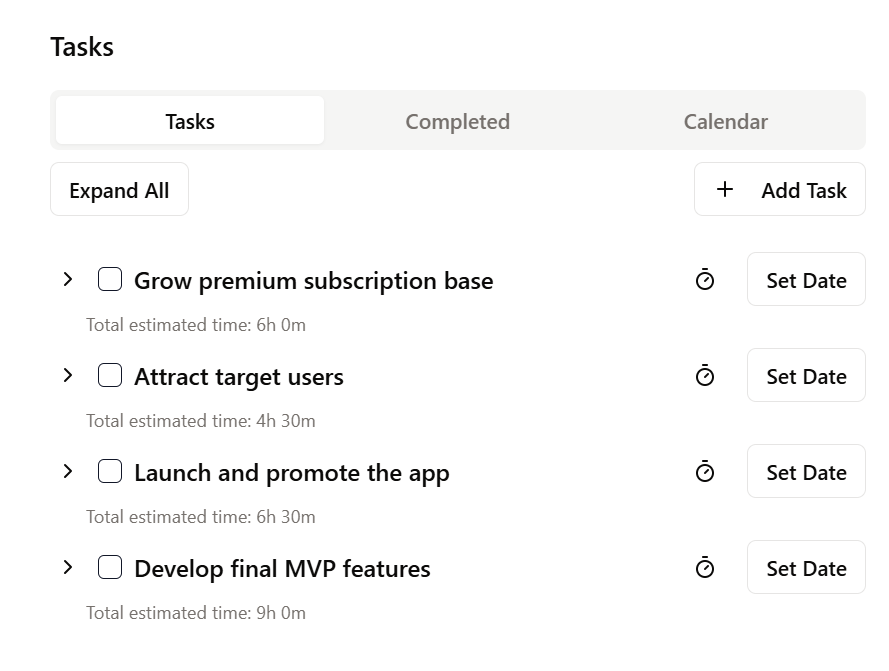 Tasks
Tasks Completed Calendar
Expand All + Add Task
Grow premium subscription base Set Date
Total estimated time: 6h 0m
Attract target users Set Date
Total estimated time: 4h 30m
Launch and promote the app Set Date
Total estimated time: 6h 30m
Develop final MVP features Set Date
Total estimated time: 9h 0m